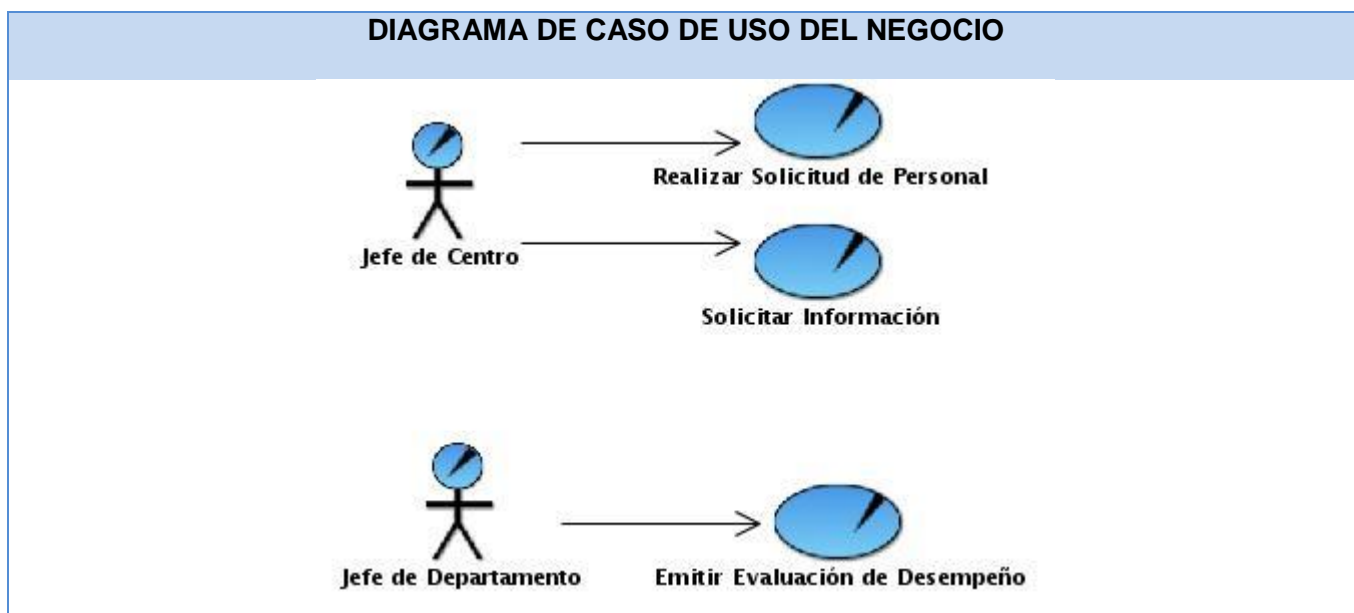 DIAGRAMA DE CASO DE USO DEL NEGOCIO
Realizar Solicitud de Personal
Jefe de Centro
Solicitar Información
Jefe de Departamento
Emitir Evaluación de Desempeño